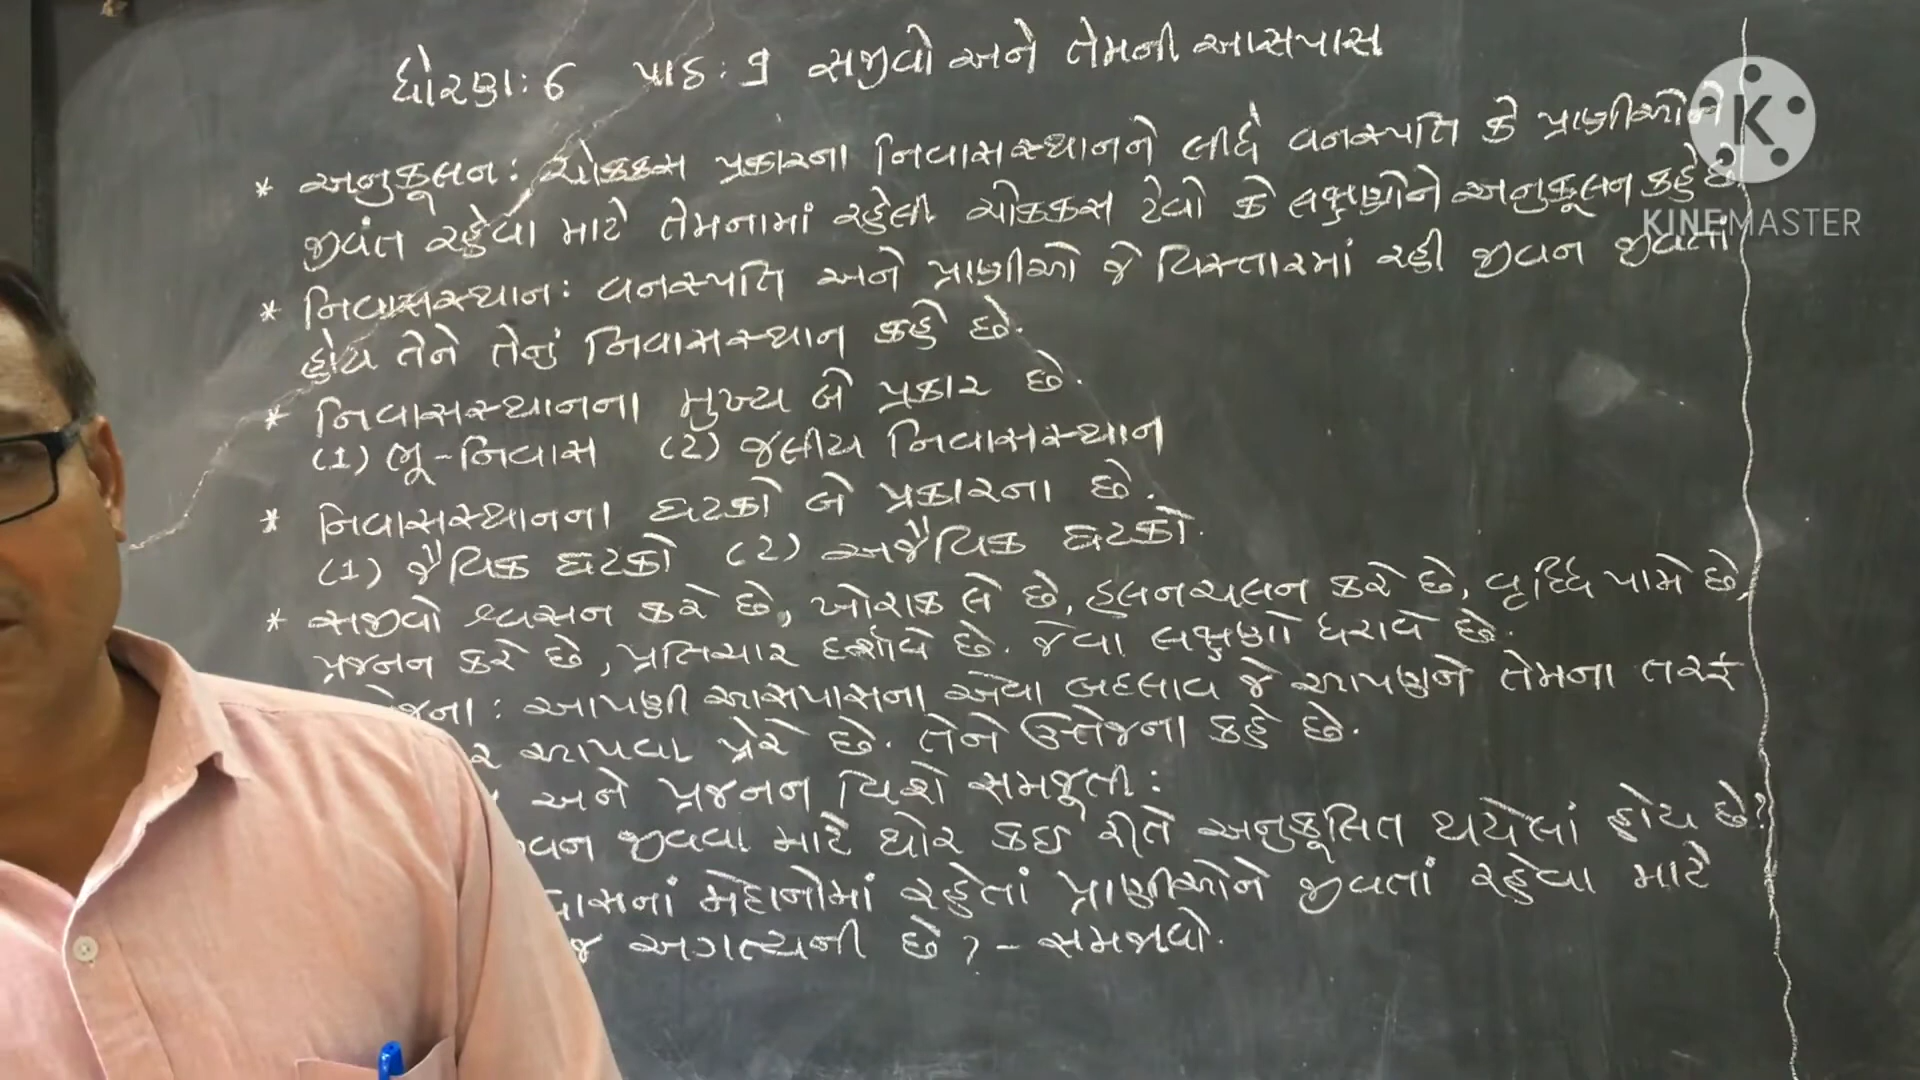 ધોરણ: 6 પાઠ: 9 સજીવો અને તેમની આસપાસ
* અનુકૂલન: ચોક્કસ પ્રકારના નિવાસસ્થાનને લીધે વનસ્પતિ કે પ્રાણીઓને
જીવંત રહેવા માટે તેમનામાં રહેલી ચોક્કસ ટેવો કે લક્ષણોને અનુકૂલન કહે છે
* નિવાસસ્થાન: વનસ્પતિ અને પ્રાણીઓ જે વિસ્તારમાં રહી જીવન જીવતા
હોય તેને તેનું નિવાસસ્થાન કહે છે.
* નિવાસસ્થાનના મુખ્ય બે પ્રકાર છે.
(1) ભૂ-નિવાસ (2) જલીય નિવાસસ્થાન
* નિવાસસ્થાનના ઘટકો બે પ્રકારના છે.
(1) જૈવિક ઘટકો (2) અજૈવિક ઘટકો.
* સજીવો શ્વસન કરે છે, ખોરાક લે છે, હલનચલન કરે છે, વૃદ્ધિ પામે છે,
પ્રજનન કરે છે, પ્રતિચાર દર્શાવે છે. જેવા લક્ષણો ધરાવે છે.
જના: આપણી આસપાસના એવા બદલાવ જે આપણને તેમના તરફ
ર આપવા પ્રેરે છે. તેને ઉત્તેજના કહે છે.
અને પ્રજનન વિશે સમજૂતી:
વન જીવવા માટે થોર કઇ રીતે અનુકૂલિત થયેલાં હોય છે?
ાસનાં મેદાનોમાં રહેતાં પ્રાણીઓને જીવતાં રહેવા માટે
જ અગત્યની છે? - સમજાવો.
K
KINEMASTER